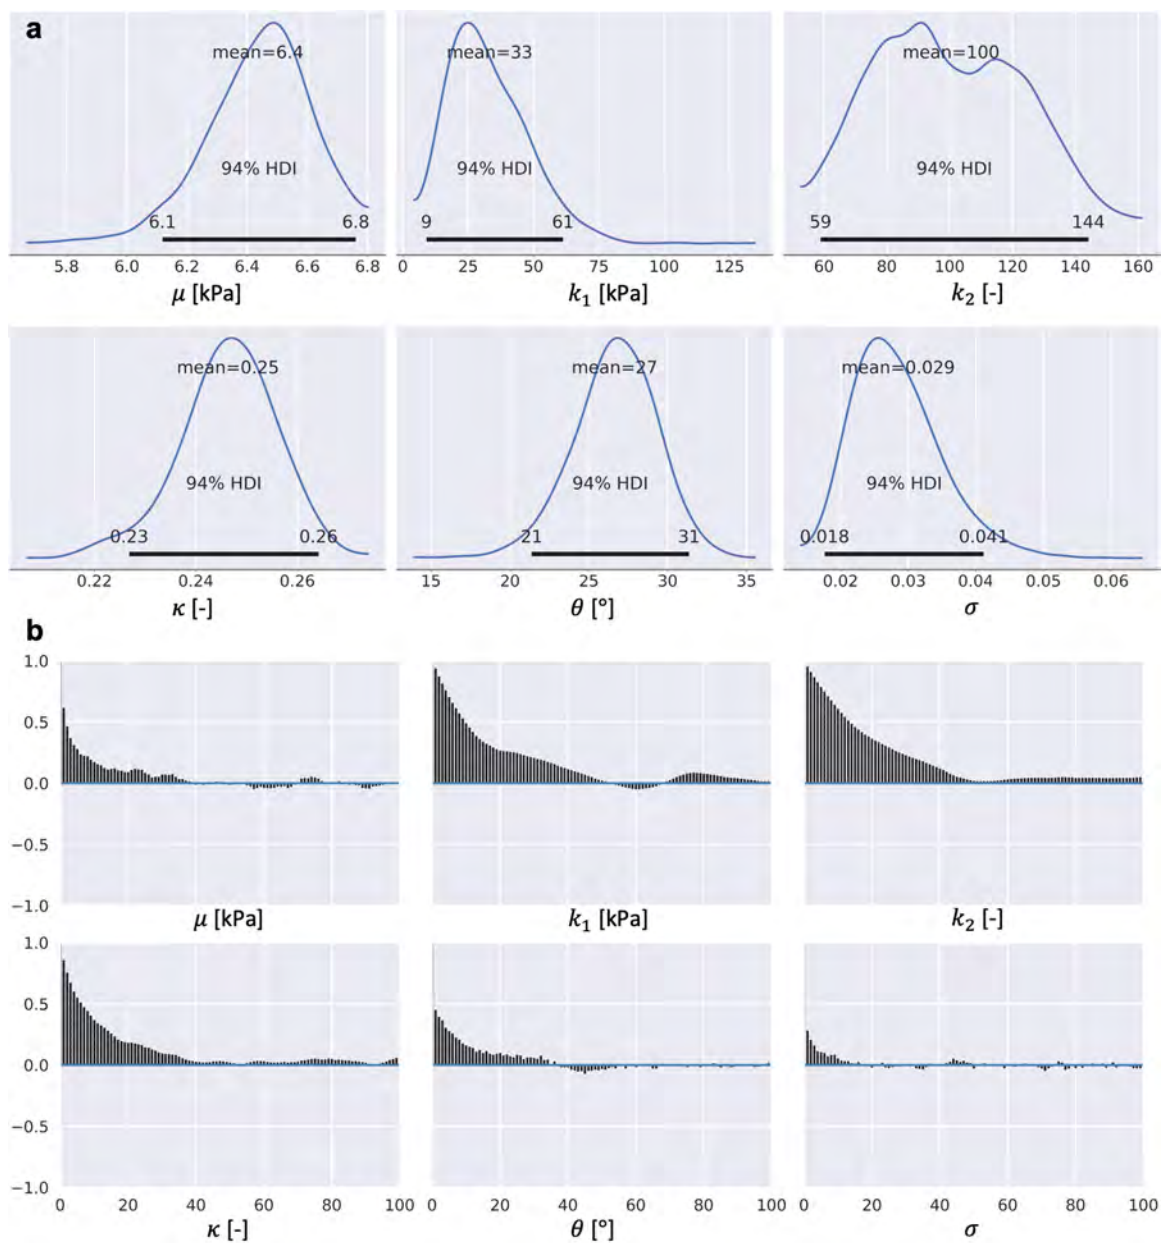 a
mean=6.4
94% HDI
6.1 6.8
5.8 6.0 6.2 6.4 6.6 6.8
μ [kPa]
mean=33
94% HDI
9 61
0 25 50 75 100 125
k₁ [kPa]
mean=100
94% HDI
59 144
60 80 100 120 140 160
k₂ [-]
mean=0.25
94% HDI
0.23 0.26
0.22 0.24 0.26
κ [-]
mean=27
94% HDI
21 31
15 20 25 30 35
θ [°]
mean=0.029
94% HDI
0.018 0.041
0.02 0.03 0.04 0.05 0.06
σ
b
1.0
0.5
0.0
−0.5
−1.0
μ [kPa]
k₁ [kPa]
k₂ [-]
1.0
0.5
0.0
−0.5
−1.0
0 20 40 60 80 100
κ [-]
0 20 40 60 80 100
θ [°]
0 20 40 60 80 100
σ